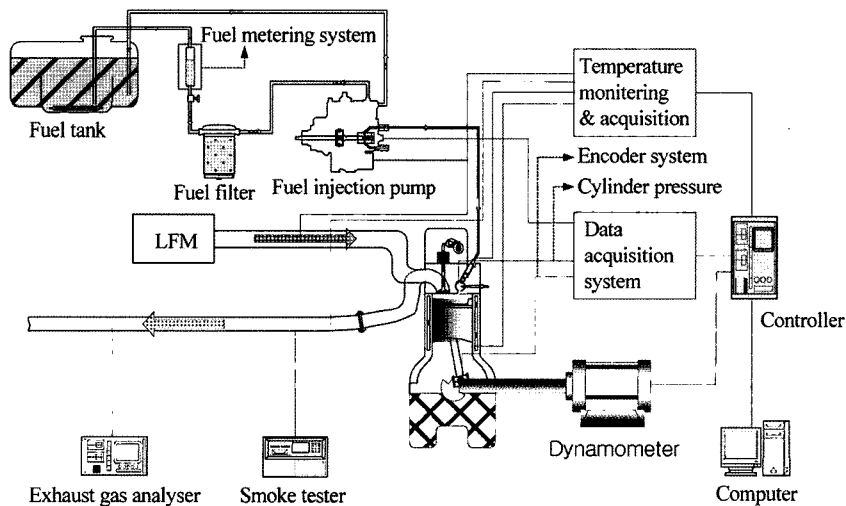 Fuel metering system
Fuel tank
Fuel filter
Fuel injection pump
Temperature
monitering
& acquisition
Encoder system
Cylinder pressure
LFM
Data
acquisition
system
Controller
Dynamometer
Exhaust gas analyser
Smoke tester
Computer